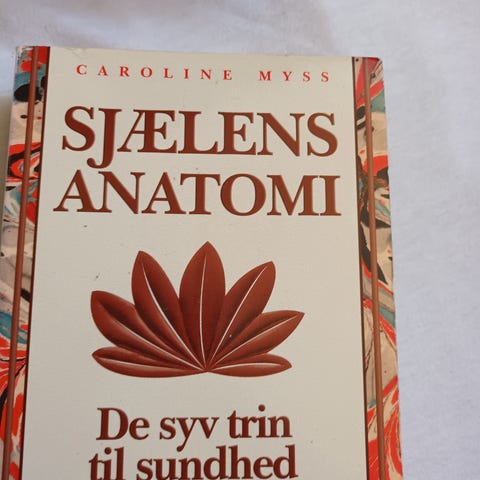 CAROLINE MYSS
SJÆLENS
ANATOMI
De syv trin
til sundhed